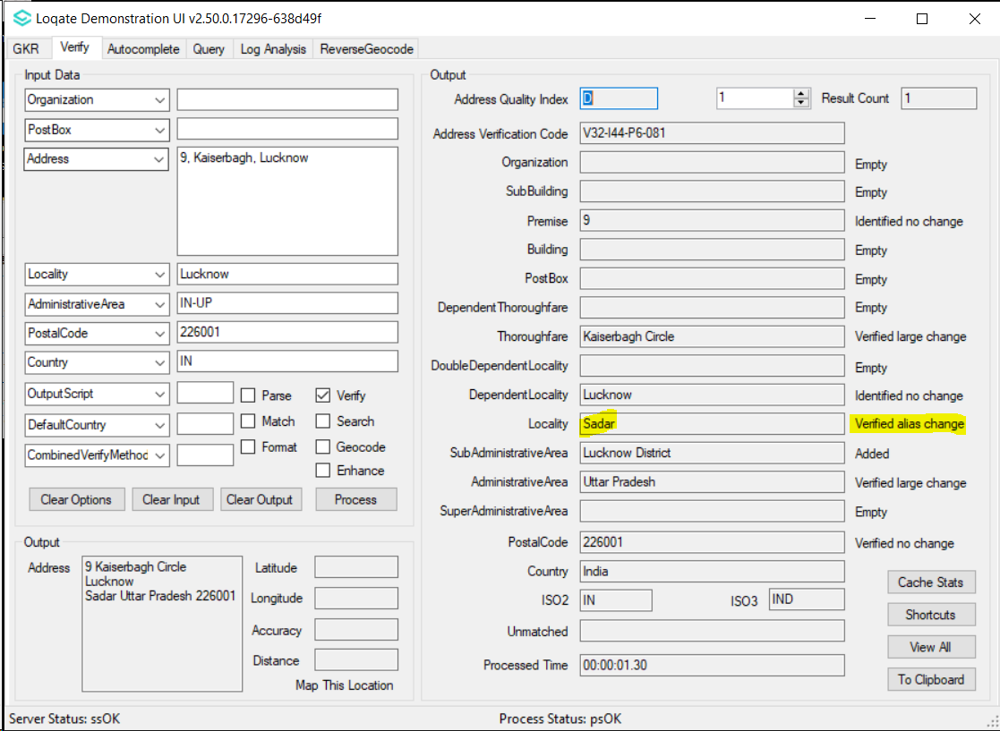 Loqate Demonstration UI v2.50.0.17296-638d49f
GKR Verify Autocomplete Query Log Analysis ReverseGeocode
Input Data
Organization
PostBox
Address 9, Kaiserbagh, Lucknow
Locality Lucknow
AdministrativeArea IN-UP
PostalCode 226001
Country IN
OutputScript Parse Verify
DefaultCountry Match Search
CombinedVerifyMethod Format Geocode
Enhance
Clear Options Clear Input Clear Output Process
Output
Address 9 Kaiserbagh Circle
Lucknow
Sadar Uttar Pradesh 226001
Latitude
Longitude
Accuracy
Distance
Map This Location
Output
Address Quality Index D 1 Result Count 1
Address Verification Code V32-I44-P6-081
Organization Empty
SubBuilding Empty
Premise 9 Identified no change
Building Empty
PostBox Empty
DependentThoroughfare Empty
Thoroughfare Kaiserbagh Circle Verified large change
DoubleDependentLocality Empty
DependentLocality Lucknow Identified no change
Locality Sadar Verified alias change
SubAdministrativeArea Lucknow District Added
AdministrativeArea Uttar Pradesh Verified large change
SuperAdministrativeArea Empty
PostalCode 226001 Verified no change
Country India
ISO2 IN ISO3 IND
Unmatched
Processed Time 00:00:01.30
Cache Stats
Shortcuts
View All
To Clipboard
Server Status: ssOK Process Status: psOK